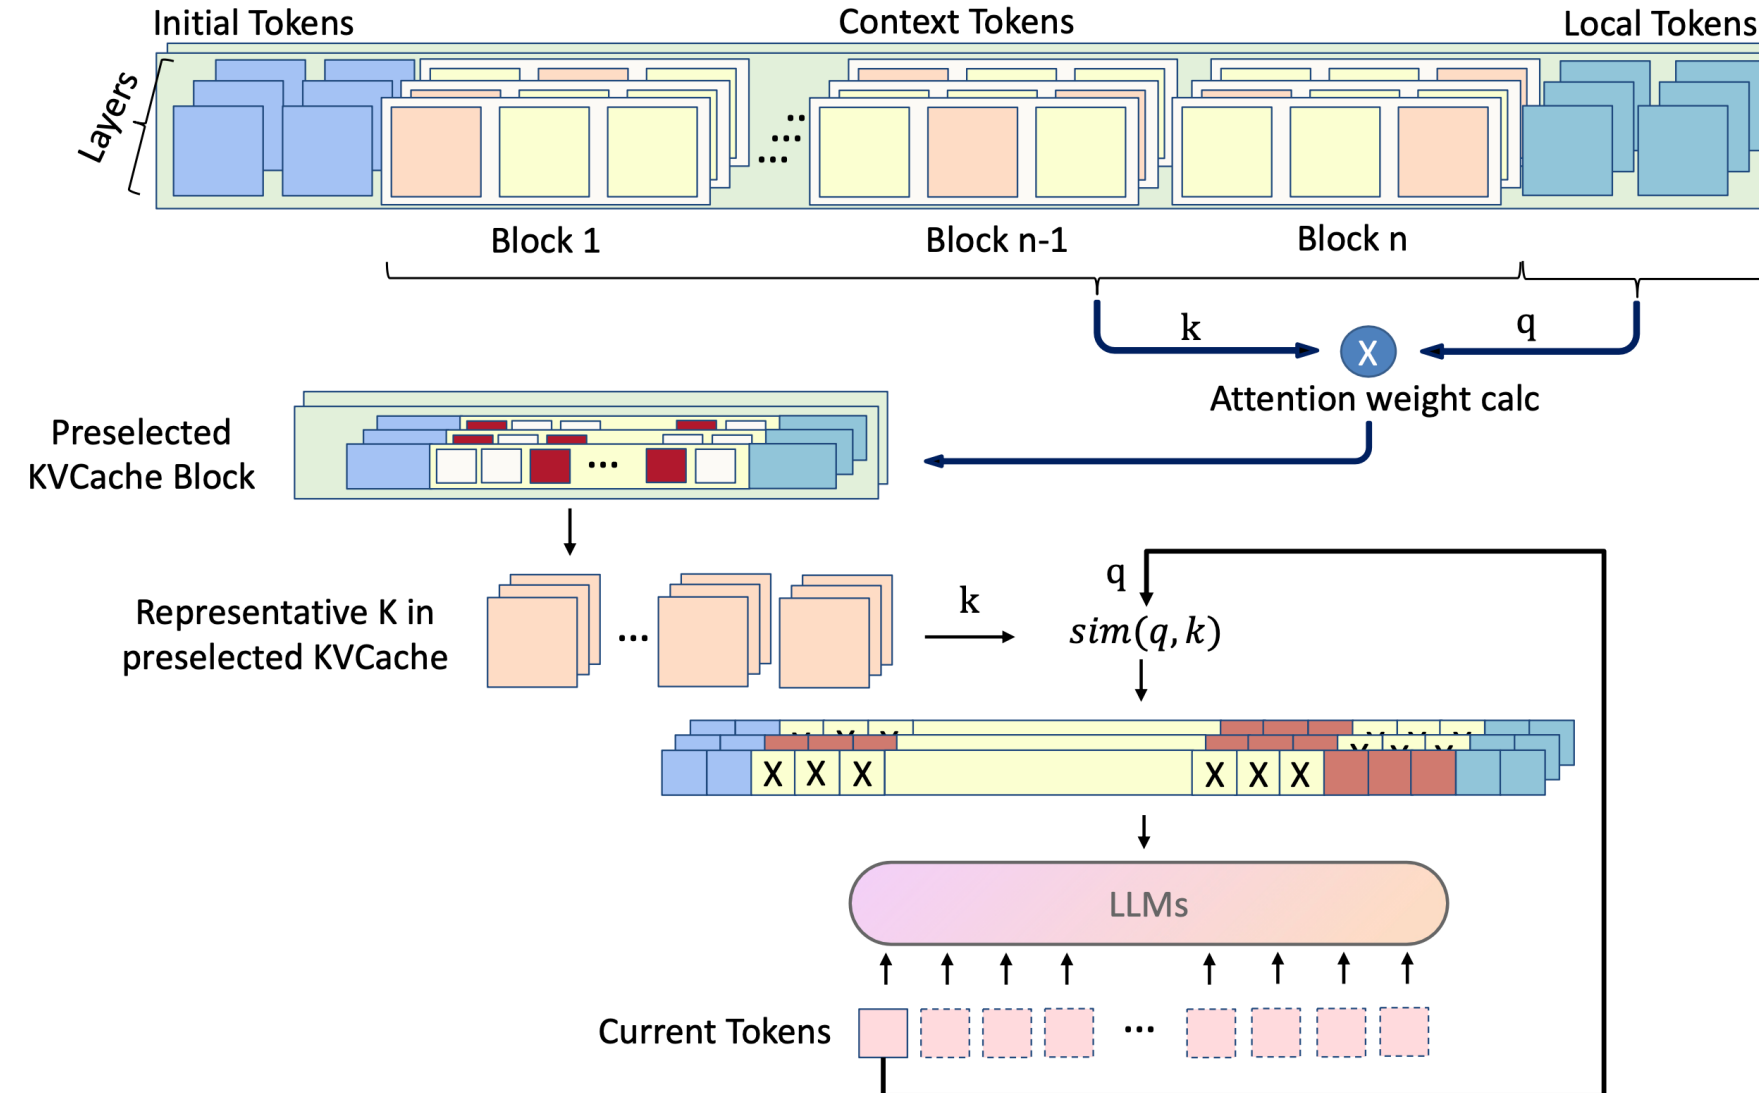 Initial Tokens
Context Tokens
Local Tokens
Layers
...
Block 1
Block n-1
Block n
k
q
X
Attention weight calc
Preselected
KVCache Block
...
Representative K in
preselected KVCache
...
k
q
sim(q, k)
X X X X X X
LLMs
Current Tokens
...